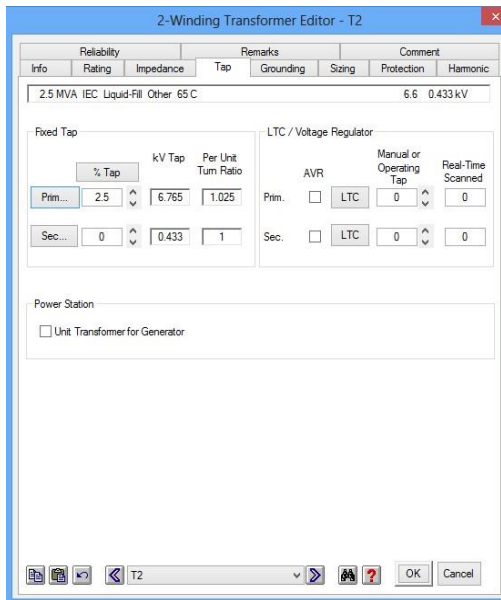 2-Winding Transformer Editor - T2
Reliability Remarks Comment
Info Rating Impedance Tap Grounding Sizing Protection Harmonic
2.5 MVA IEC Liquid-Fill Other 65 C 6.6 0.433 kV
Fixed Tap
% Tap kV Tap Per Unit Turn Ratio
Prim... 2.5 6.765 1.025
Sec... 0 0.433 1
LTC / Voltage Regulator
AVR Manual or Operating Tap Real-Time Scanned
Prim. LTC 0 0
Sec. LTC 0 0
Power Station
Unit Transformer for Generator
T2 ? OK Cancel